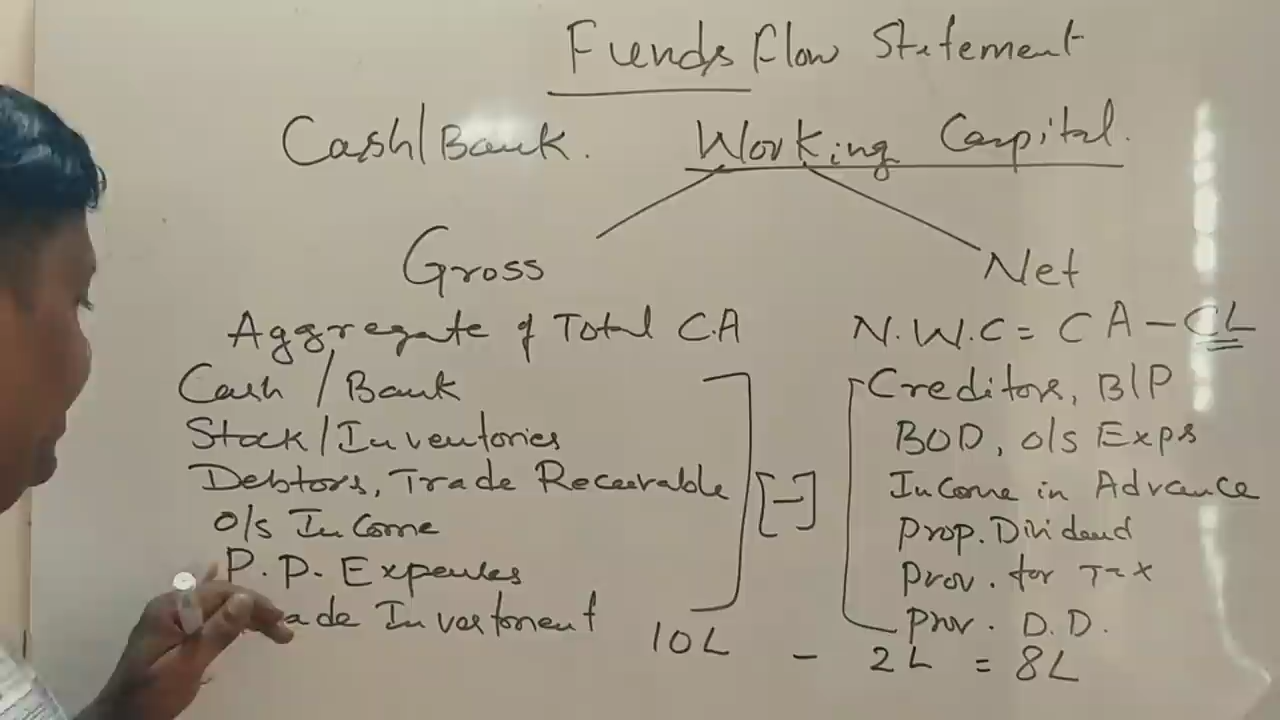 Funds Flow Statement
Cash/Bank. Working Capital.
Gross Net
Aggregate of Total C.A N.W.C = CA - CL
Cash / Bank Creditors, B/P
Stock/Inventories BOD, o/s Exps
Debtors, Trade Receivable [-] Income in Advance
O/s Income Prop. Dividend
P.P. Expenses Prov. for Tax
ade Investment Prov. D.D.
10L - 2L = 8L